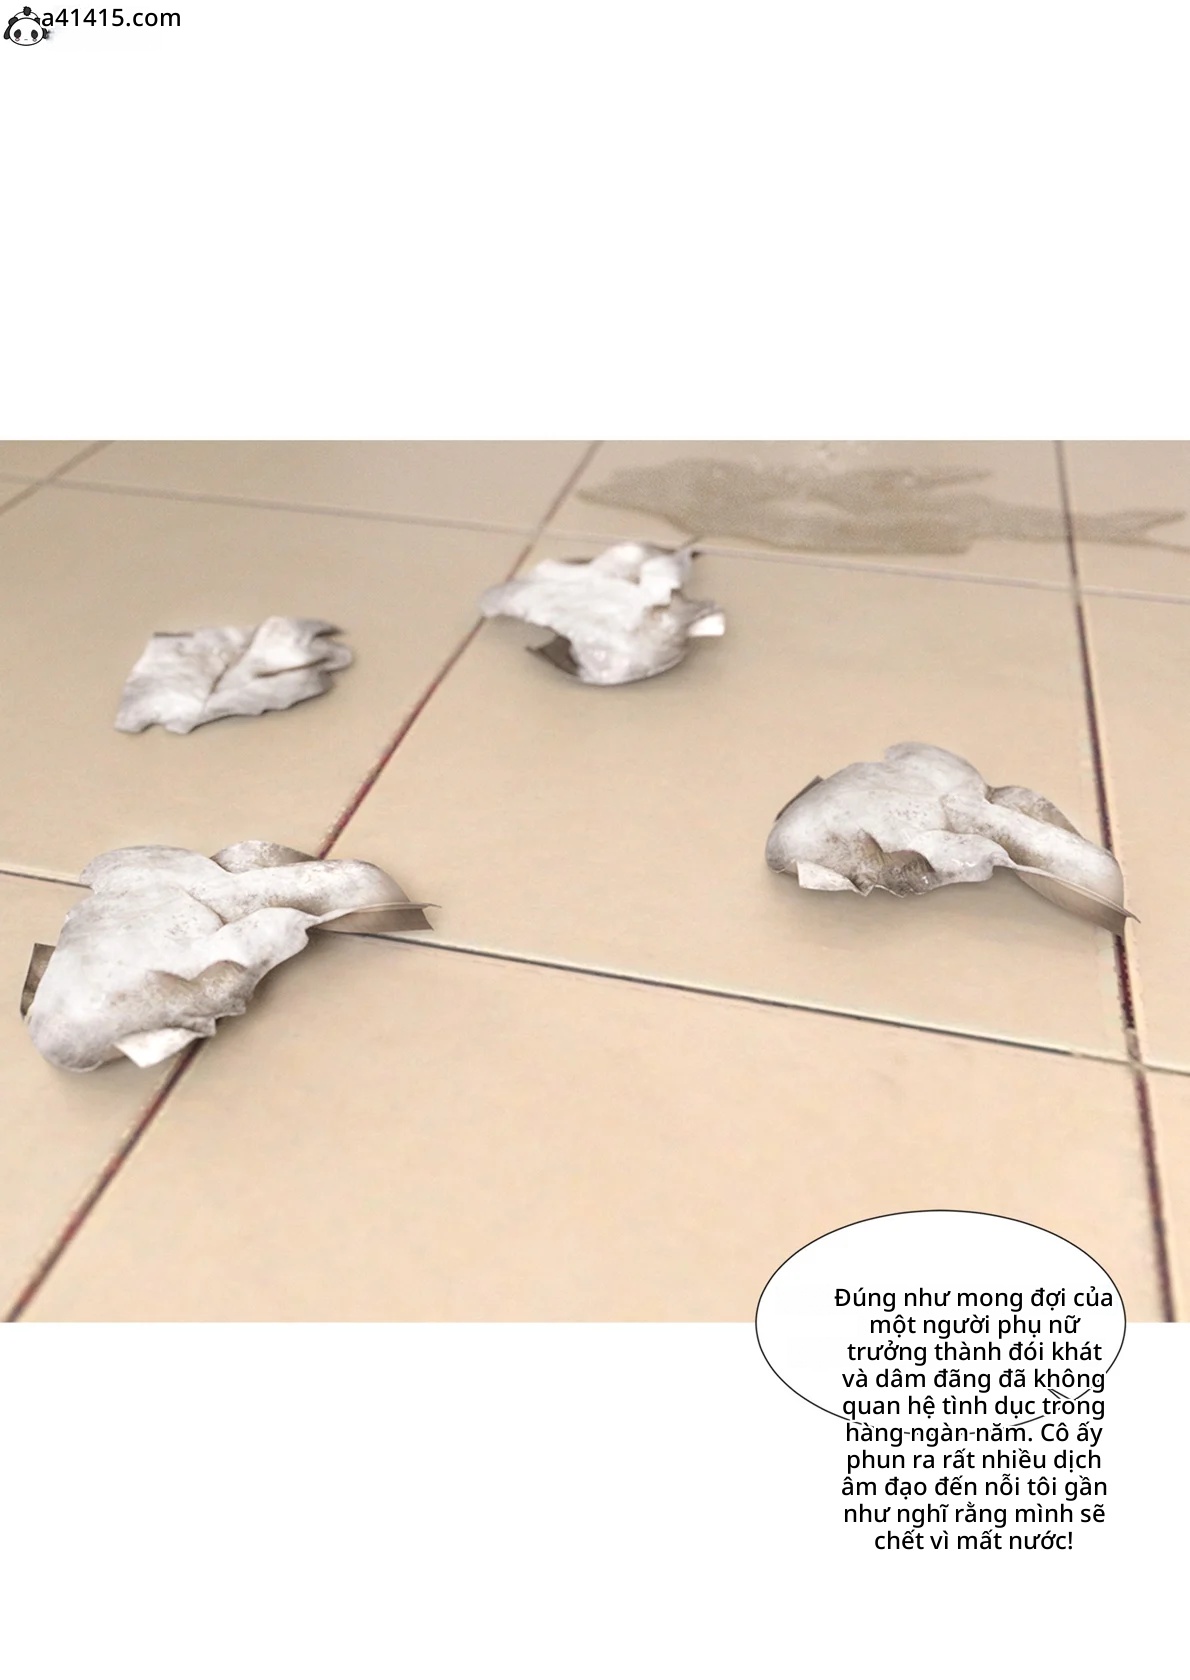 a41415.com
Đúng như mong đợi của
một người phụ nữ
trưởng thành đói khát
và dâm đãng đã không
quan hệ tình dục trong
hàng ngàn năm. Cô ấy
phun ra rất nhiều dịch
âm đạo đến nỗi tôi gần
như nghĩ rằng mình sẽ
chết vì mất nước!